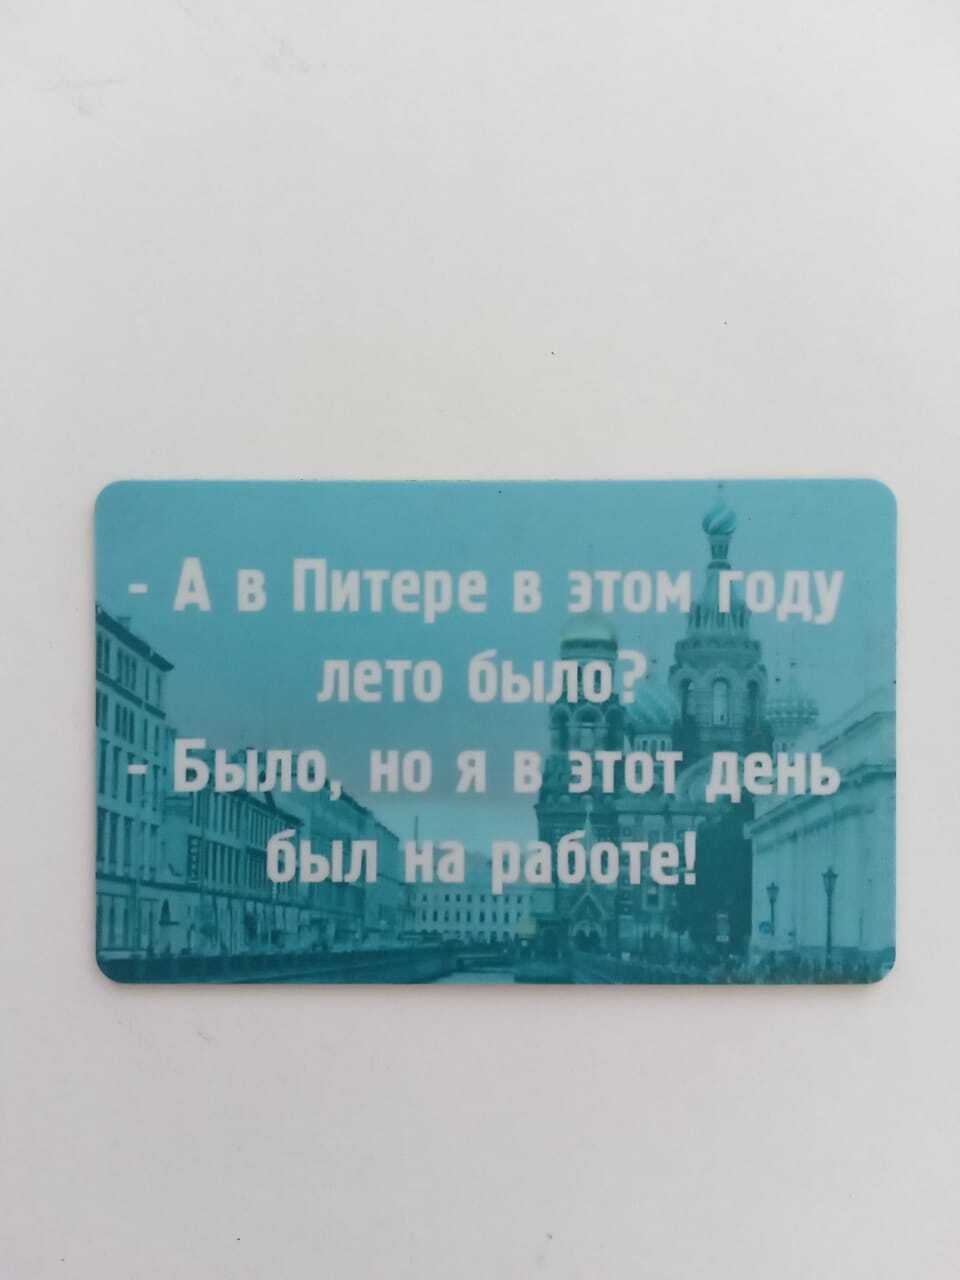 - А в Питере в этом году
лето было?
- Было, но я в этот день
был на работе!